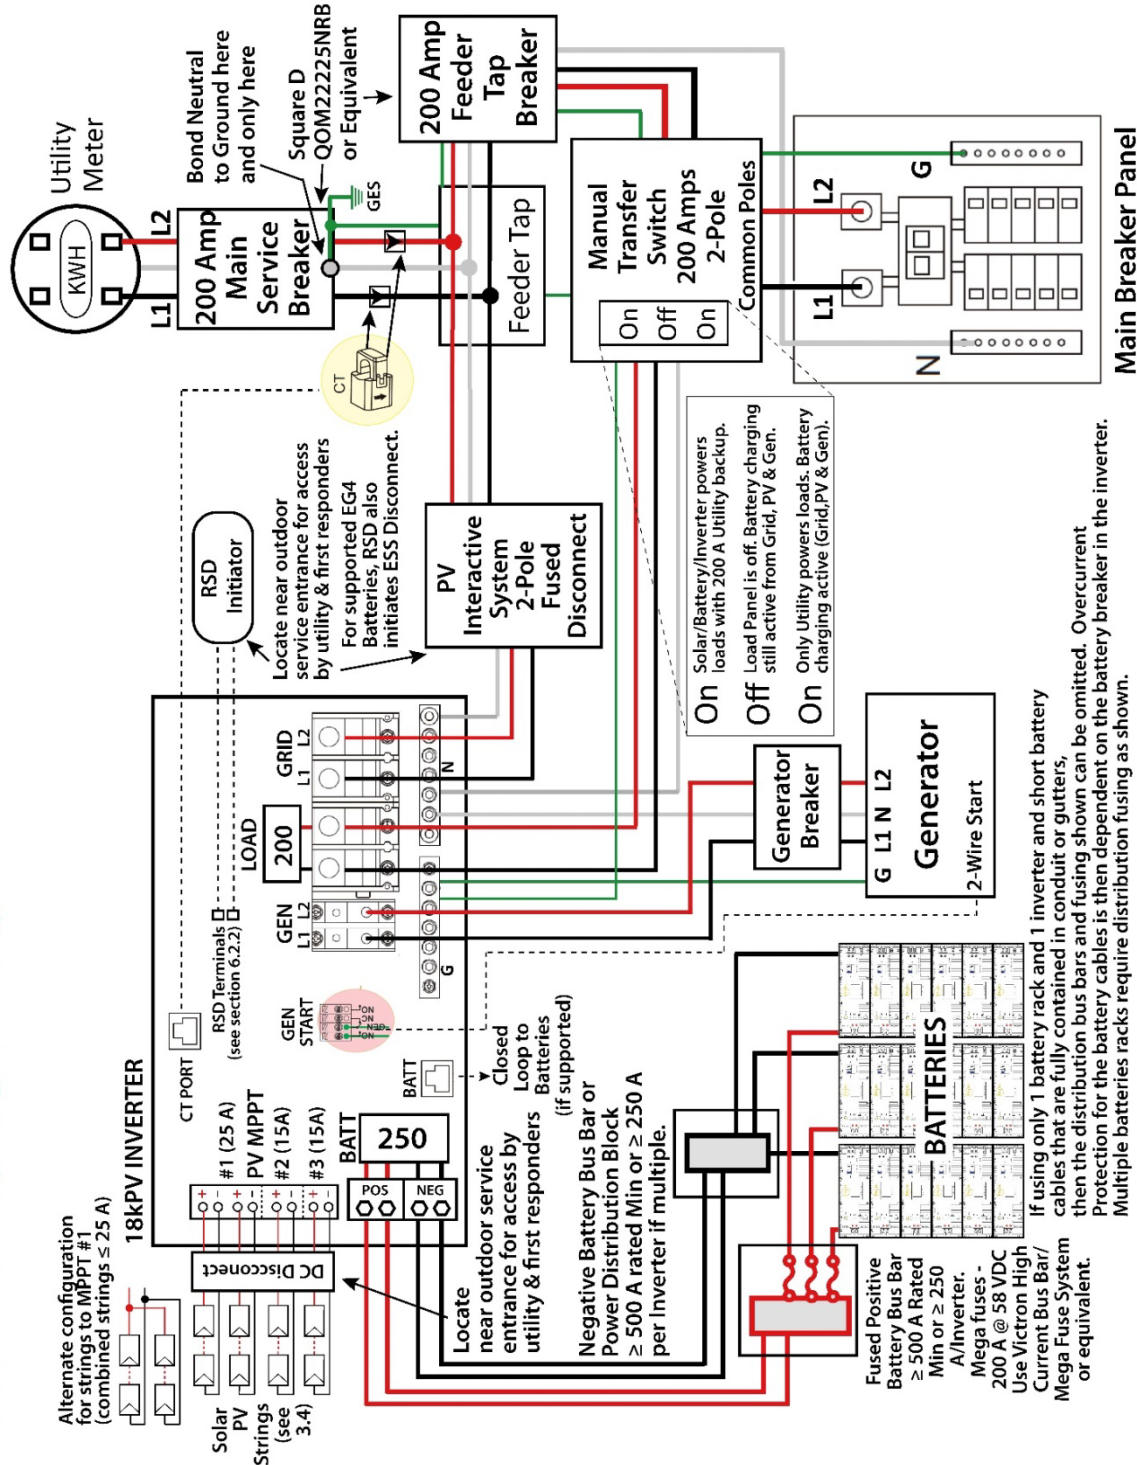 Alternate configuration
for strings to MPPT #1
(combined strings ≤ 25 A)
Solar
PV
Strings
(see
3.4)
DC Discconect
18kPV INVERTER
#1 (25 A)
PV MPPT
#2 (15A)
#3 (15A)
+
-
+
-
+
-
+
-
BATT
250
POS
NEG
CT PORT
RSD Terminals
(see section 6.2.2)
GEN
START
NO
NC
GEN
NO
BATT
Closed
Loop to
Batteries
(if supported)
GEN
L1
L2
LOAD
200
GRID
L1
L2
G
N
Locate
near outdoor service
entrance for access by
utility & first responders
Negative Battery Bus Bar or
Power Distribution Block
≥ 500 A rated Min or ≥ 250 A
per Inverter if multiple.
Fused Positive
Battery Bus Bar
≥ 500 A Rated
Min or ≥ 250
A/Inverter.
Mega fuses -
200 A @ 58 VDC
Use Victron High
Current Bus Bar/
Mega Fuse System
or equivalent.
BATTERIES
RSD
Initiator
Locate near outdoor
service entrance for access
by utility & first responders
For supported EG4
Batteries, RSD also
initiates ESS Disconnect.
PV
Interactive
System
2-Pole
Fused
Disconnect
CT
Utility
Meter
KWH
L1
L2
200 Amp
Main
Service
Breaker
Bond Neutral
to Ground here
and only here
GES
Square D
QOM22225NRB
or Equivalent
200 Amp
Feeder
Tap
Breaker
Feeder Tap
Manual
Transfer
Switch
200 Amps
2-Pole
Common Poles
On
Off
On
On Solar/Battery/Inverter powers
loads with 200 A Utility backup.
Off Load Panel is off. Battery charging
still active from Grid, PV & Gen.
On Only Utility powers loads. Battery
charging active (Grid,PV & Gen).
Generator
Breaker
G L1 N L2
Generator
2-Wire Start
N
L1
L2
G
Main Breaker Panel
If using only 1 battery rack and 1 inverter and short battery
cables that are fully contained in conduit or gutters,
then the distribution bus bars and fusing shown can be omitted. Overcurrent
Protection for the battery cables is then dependent on the battery breaker in the inverter.
Multiple batteries racks require distribution fusing as shown.